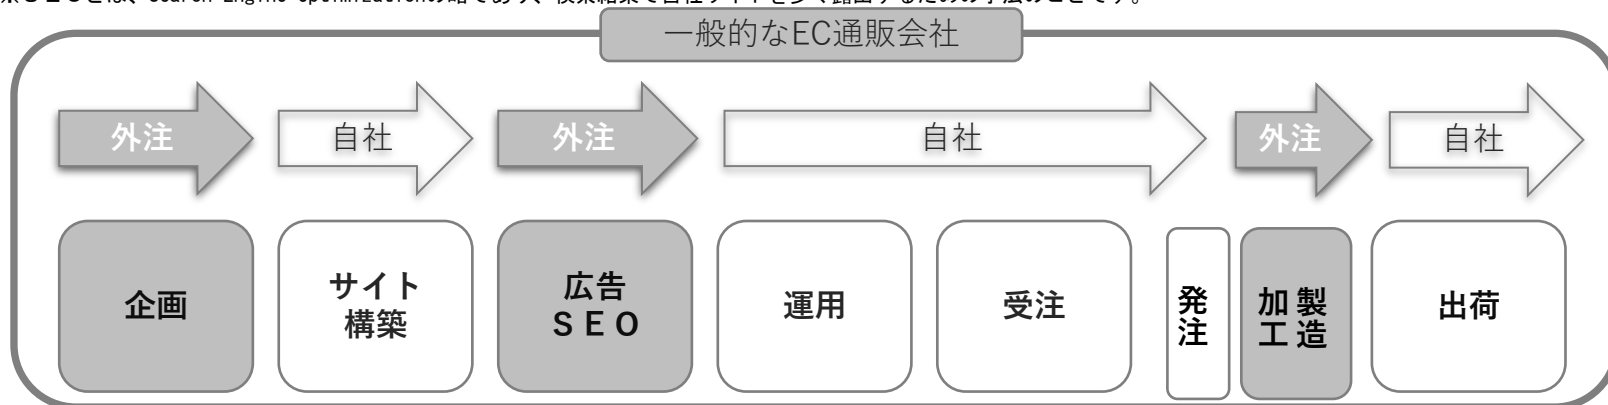 一般的なEC通販会社
外注
自社
外注
自社
外注
自社
企画
サイト
構築
広告
ＳＥＯ
運用
受注
発注
製造
加工
出荷